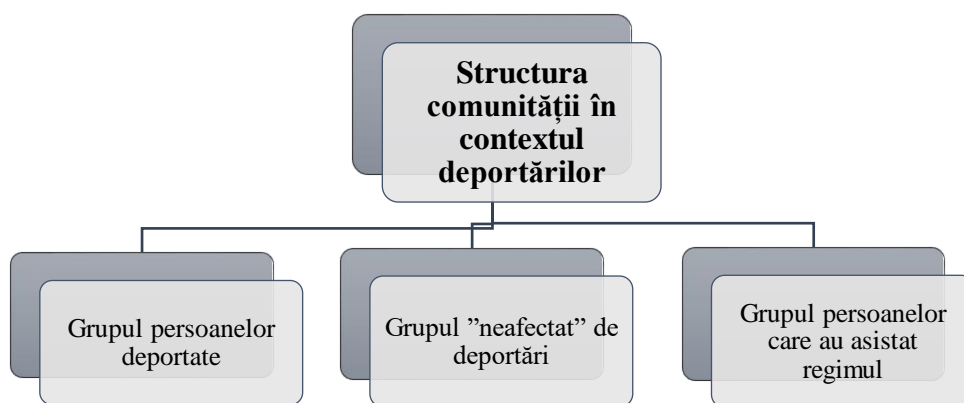 Structura
comunității în
contextul
deportărilor
Grupul persoanelor
deportate
Grupul ”neafectat” de
deportări
Grupul persoanelor
care au asistat
regimul